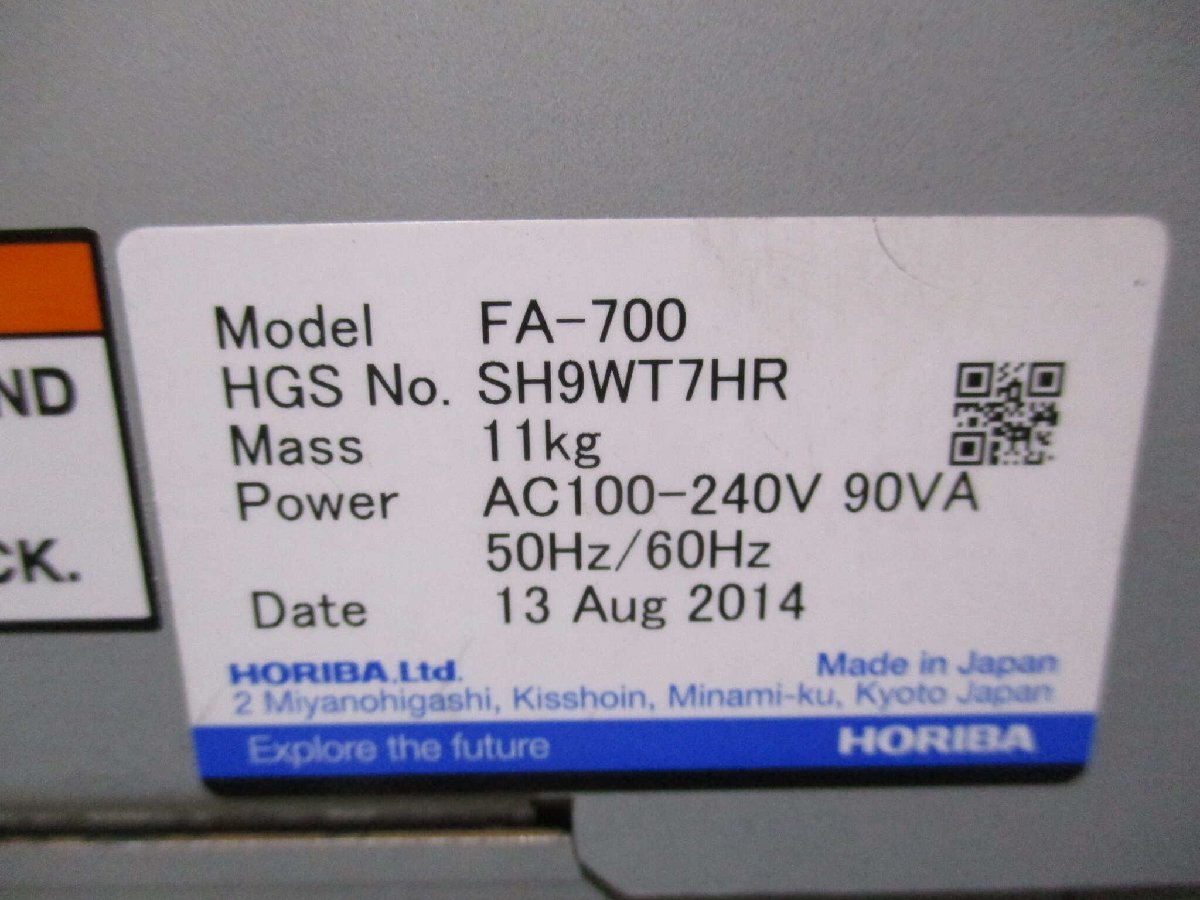 ND
CK.
Model FA-700
HGS No. SH9WT7HR
Mass 11kg
Power AC100-240V 90VA
50Hz/60Hz
Date 13 Aug 2014
HORIBA,Ltd. Made in Japan
2 Miyanohigashi, Kisshoin, Minami-ku, Kyoto Japan
Explore the future HORIBA